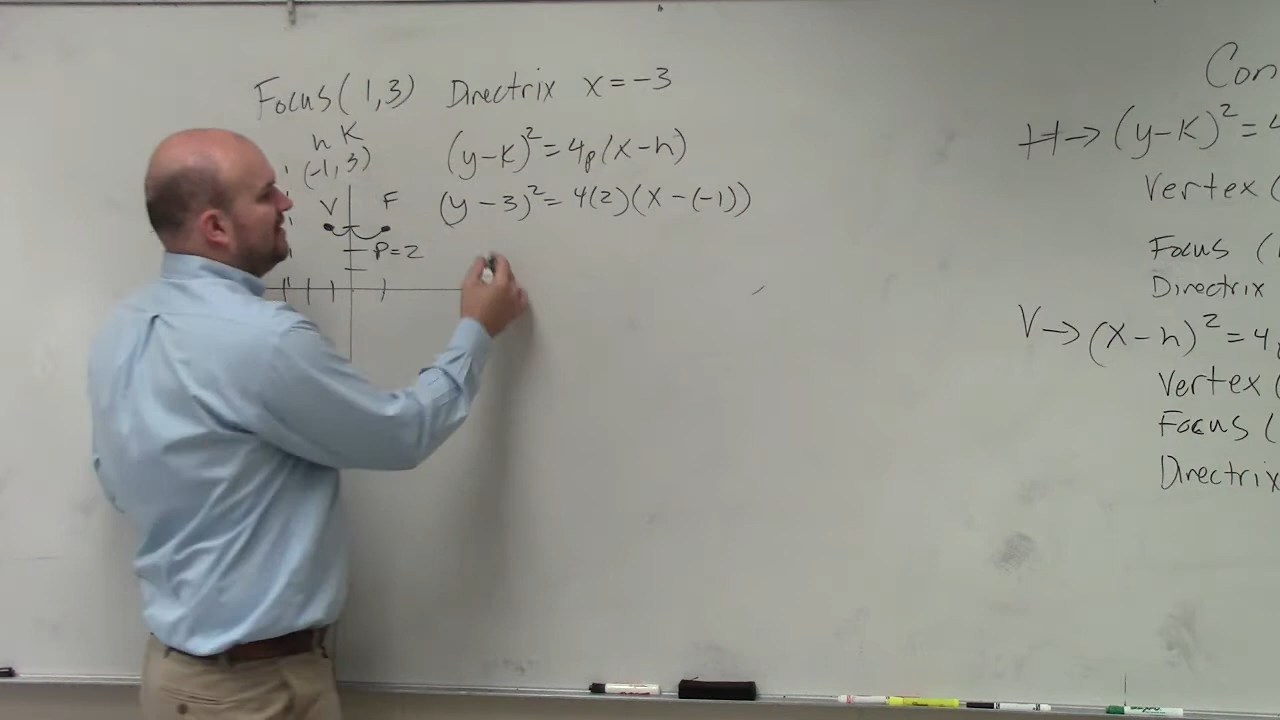 Focus (1,3) Directrix x = -3
h K
(-1, 3)
(y-K)² = 4p(x-h)
(y - 3)² = 4(2)(x - (-1))
V F
P=2
Con
H → (y-K)² = 4
Vertex (
Focus (
Directrix
V → (x-h)² = 4p
Vertex (
Focus (
Directrix